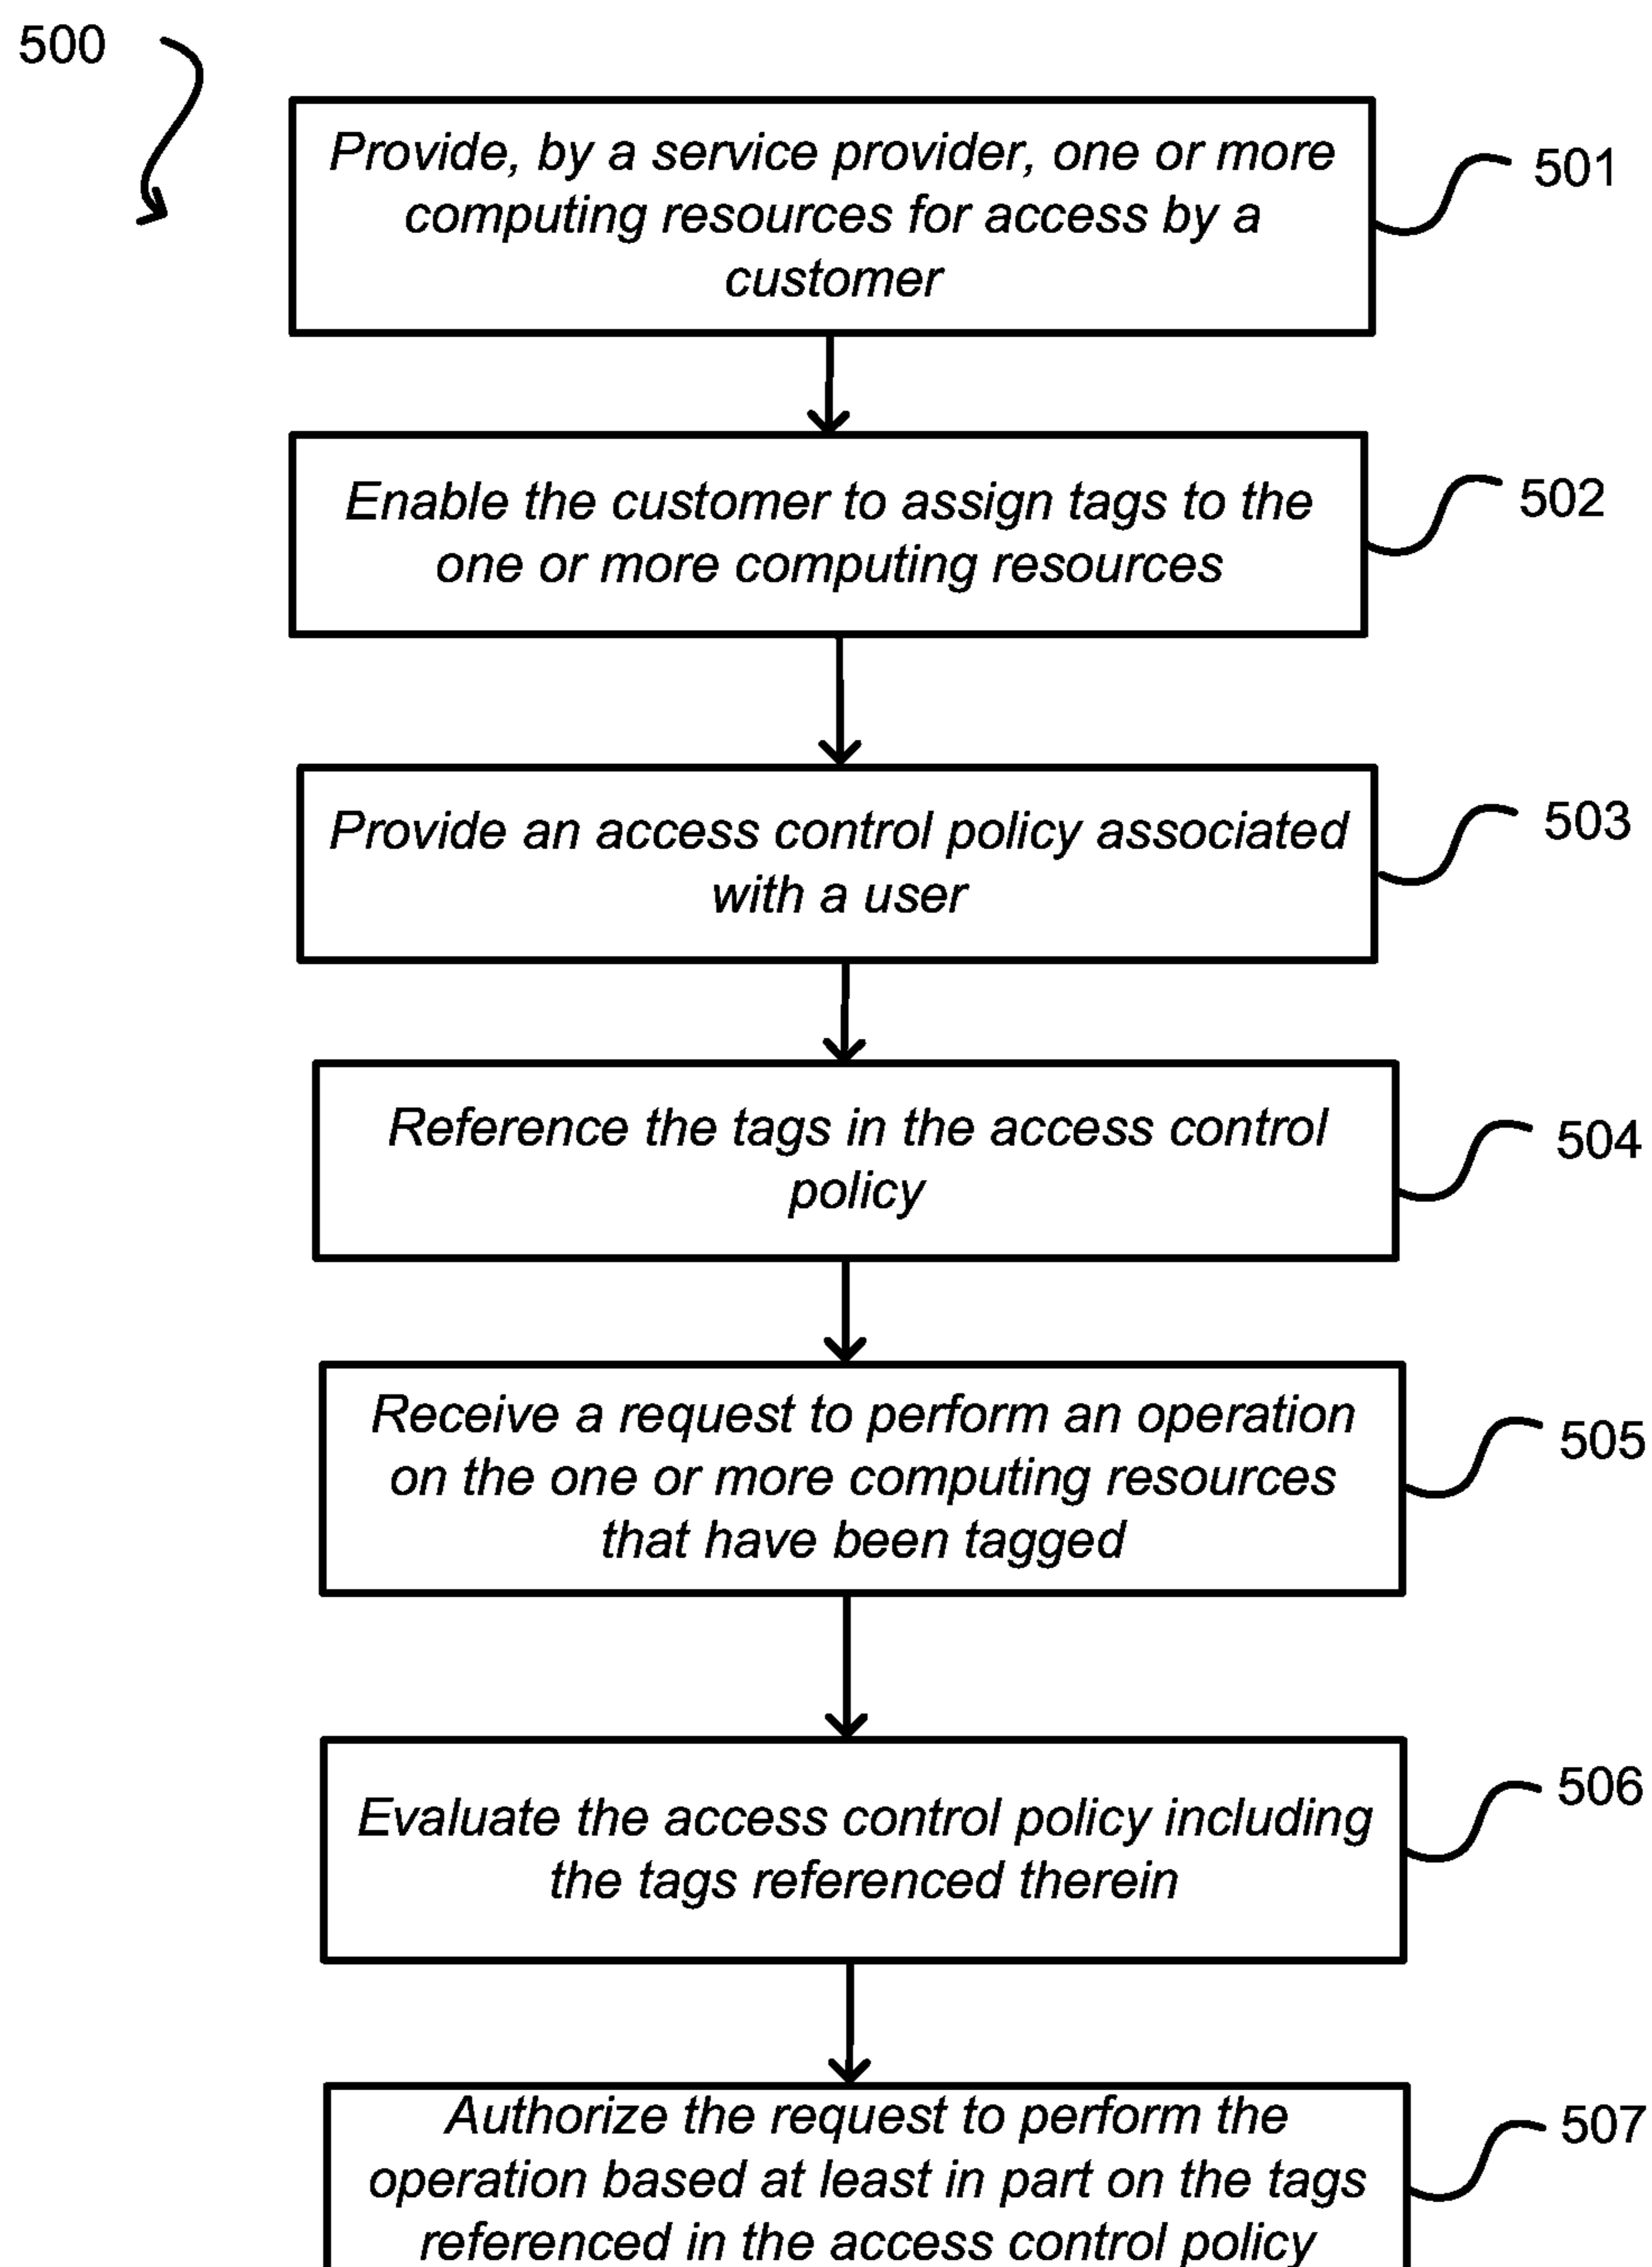 500
Provide, by a service provider, one or more
computing resources for access by a
customer
501
Enable the customer to assign tags to the
one or more computing resources
502
Provide an access control policy associated
with a user
503
Reference the tags in the access control
policy
504
Receive a request to perform an operation
on the one or more computing resources
that have been tagged
505
Evaluate the access control policy including
the tags referenced therein
506
Authorize the request to perform the
operation based at least in part on the tags
referenced in the access control policy
507